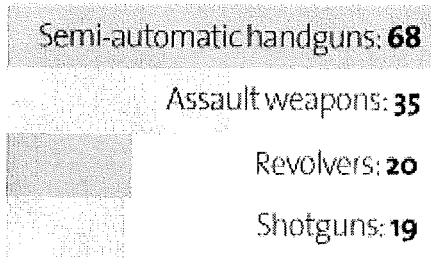 Semi-automatic handguns: 68
Assault weapons: 35
Revolvers: 20
Shotguns: 19